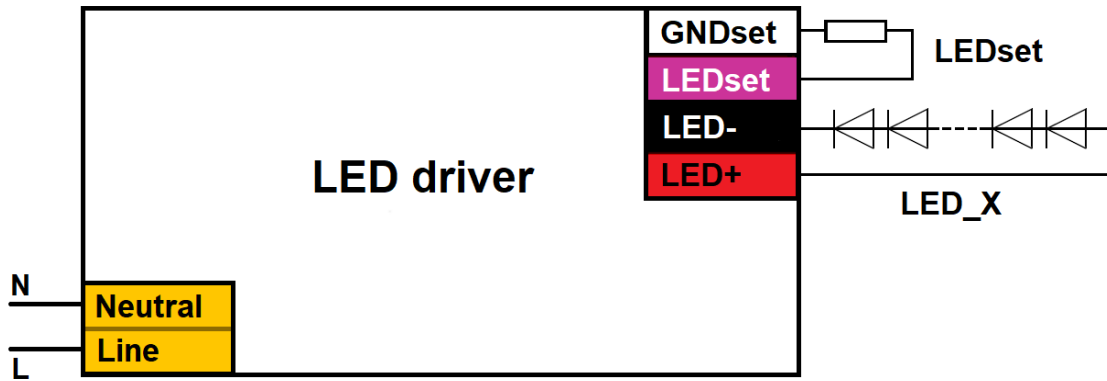 GNDset
LEDset
LEDset
LED-
LED driver
LED+
LED_X
N
Neutral
Line
L